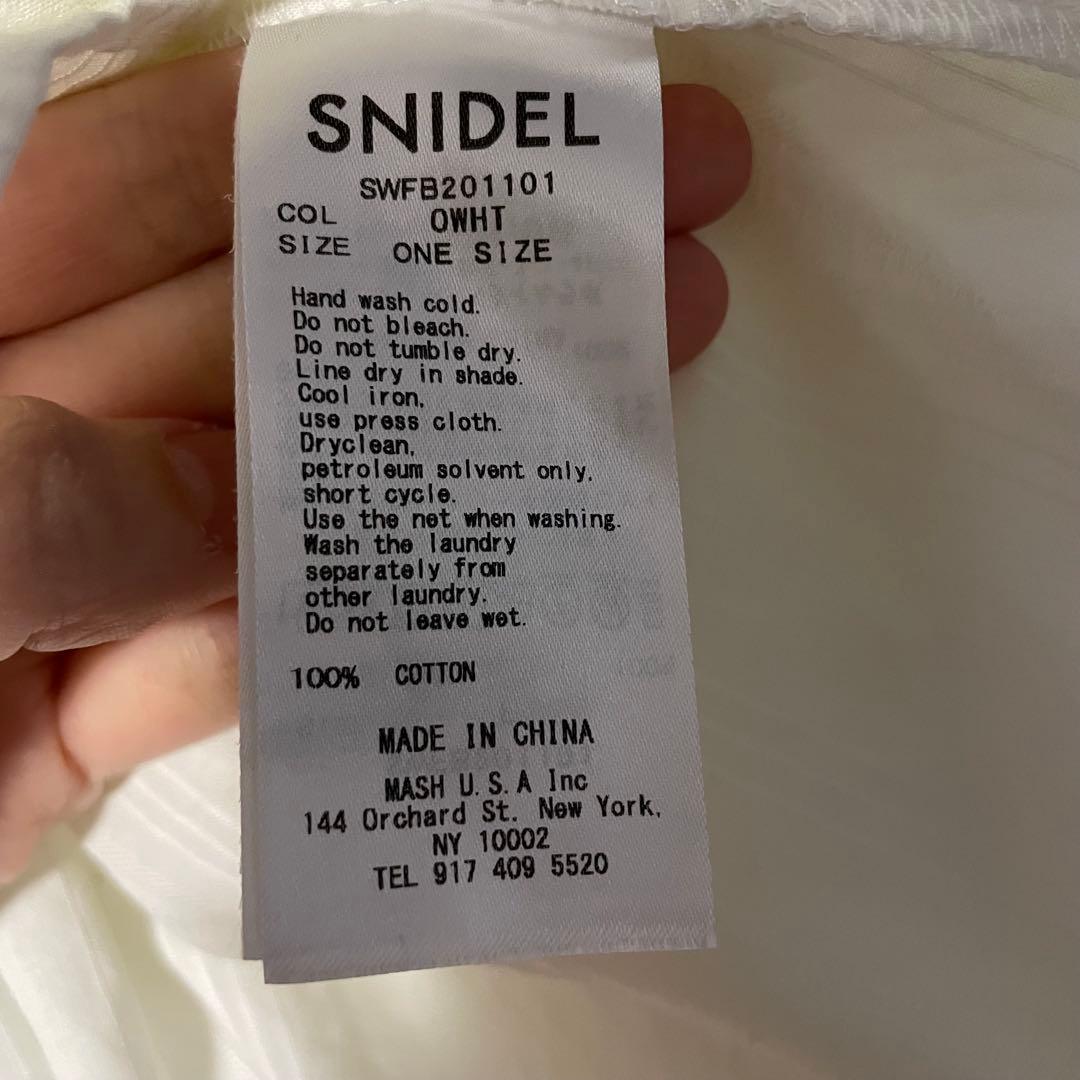 SNIDEL
SWFB201101
COL OWHT
SIZE ONE SIZE
Hand wash cold.
Do not bleach.
Do not tumble dry.
Line dry in shade.
Cool iron,
use press cloth.
Dryclean,
petroleum solvent only,
short cycle.
Use the net when washing.
Wash the laundry
separately from
other laundry.
Do not leave wet.
100% COTTON
MADE IN CHINA
MASH U.S.A Inc
144 Orchard St. New York,
NY 10002
TEL 917 409 5520